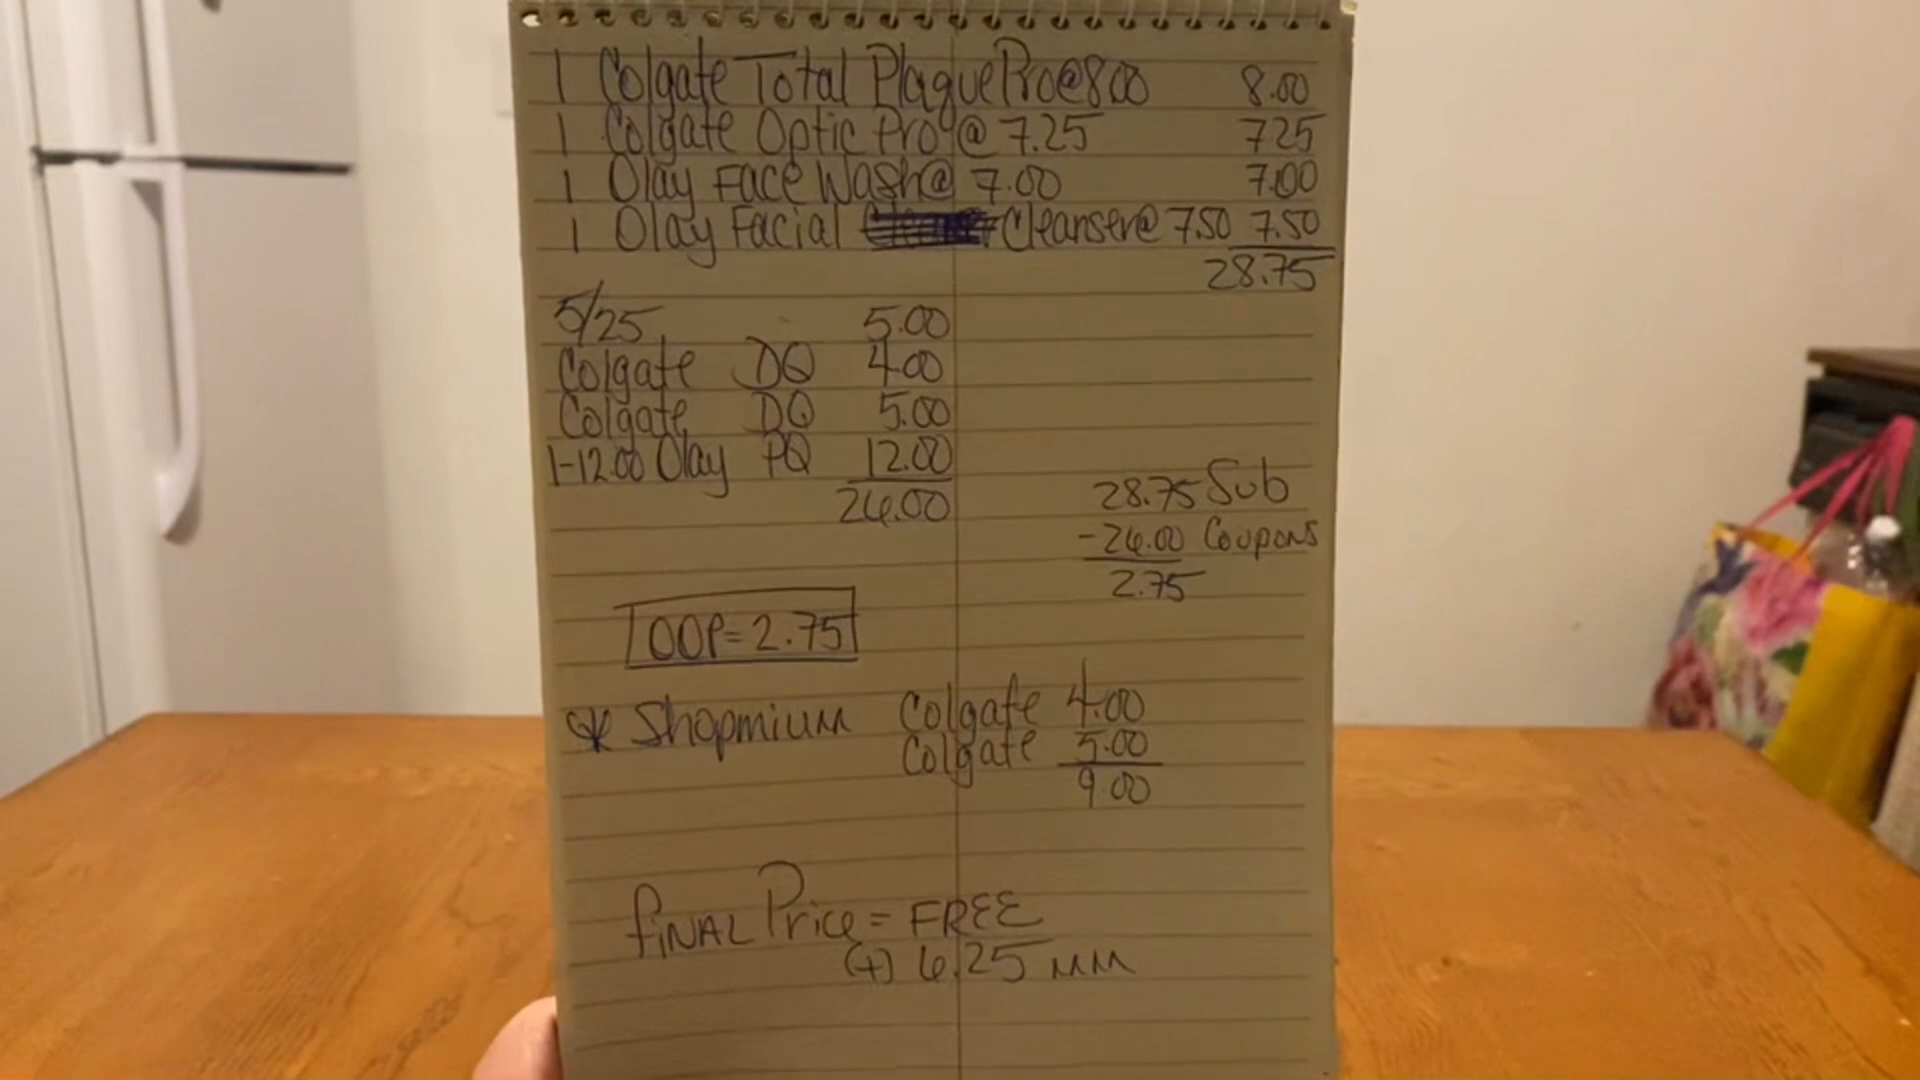 1 Colgate Total Plaque Pro@800 8.00
1 Colgate Optic Pro @ 7.25 725
1 Olay Face Wash@ 7.00 7.00
1 Olay Facial Cleanser@ 7.50 7.50
28.75
5/25 5.00
Colgate DQ 4.00
Colgate DQ 5.00
1-12.00 Olay PQ 12.00
26.00
28.75 Sub
-26.00 Coupons
2.75
OOP=2.75
* Shopmium Colgate 4.00
Colgate 5.00
9.00
FINAL Price = FREE
(+) 6.25 MM